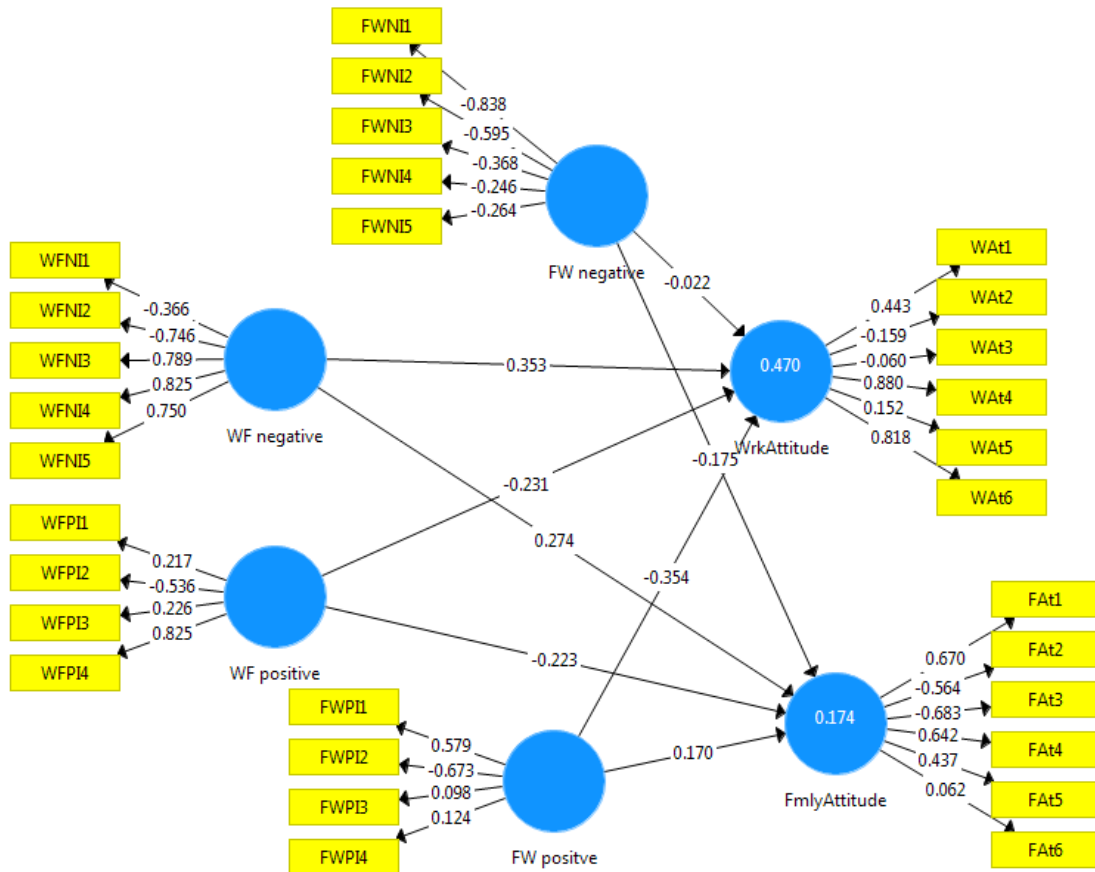 FWNI1
FWNI2
FWNI3
FWNI4
FWNI5
-0.838
-0.595
-0.368
-0.246
-0.264
FW negative
WFNI1
WFNI2
WFNI3
WFNI4
WFNI5
-0.366
-0.746
0.789
0.825
0.750
WF negative
-0.022
0.353
-0.175
-0.231
0.274
-0.354
-0.223
0.170
0.470
WrkAttitude
0.443
-0.159
-0.060
0.880
0.152
0.818
WAt1
WAt2
WAt3
WAt4
WAt5
WAt6
WFPI1
WFPI2
WFPI3
WFPI4
0.217
-0.536
0.226
0.825
WF positive
FWPI1
FWPI2
FWPI3
FWPI4
0.579
-0.673
0.098
0.124
FW positve
0.174
FmlyAttitude
0.670
-0.564
-0.683
0.642
0.437
0.062
FAt1
FAt2
FAt3
FAt4
FAt5
FAt6